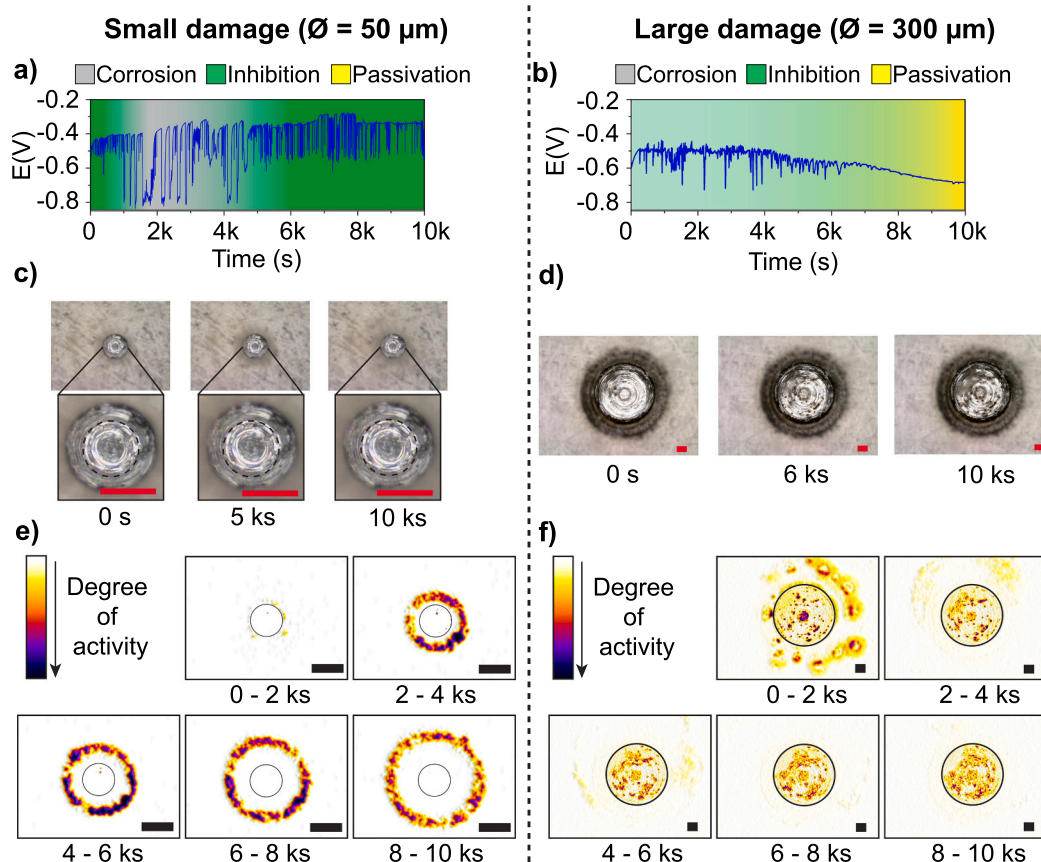 Small damage (Ø = 50 µm)
Large damage (Ø = 300 µm)
a)
Corrosion Inhibition Passivation
-0.2
-0.4
-0.6
-0.8
E(V)
0 2k 4k 6k 8k 10k
Time (s)
b)
Corrosion Inhibition Passivation
-0.2
-0.4
-0.6
-0.8
E(V)
0 2k 4k 6k 8k 10k
Time (s)
c)
0 s 5 ks 10 ks
d)
0 s 6 ks 10 ks
e)
Degree
of
activity
0 - 2 ks 2 - 4 ks
4 - 6 ks 6 - 8 ks 8 - 10 ks
f)
Degree
of
activity
0 - 2 ks 2 - 4 ks
4 - 6 ks 6 - 8 ks 8 - 10 ks